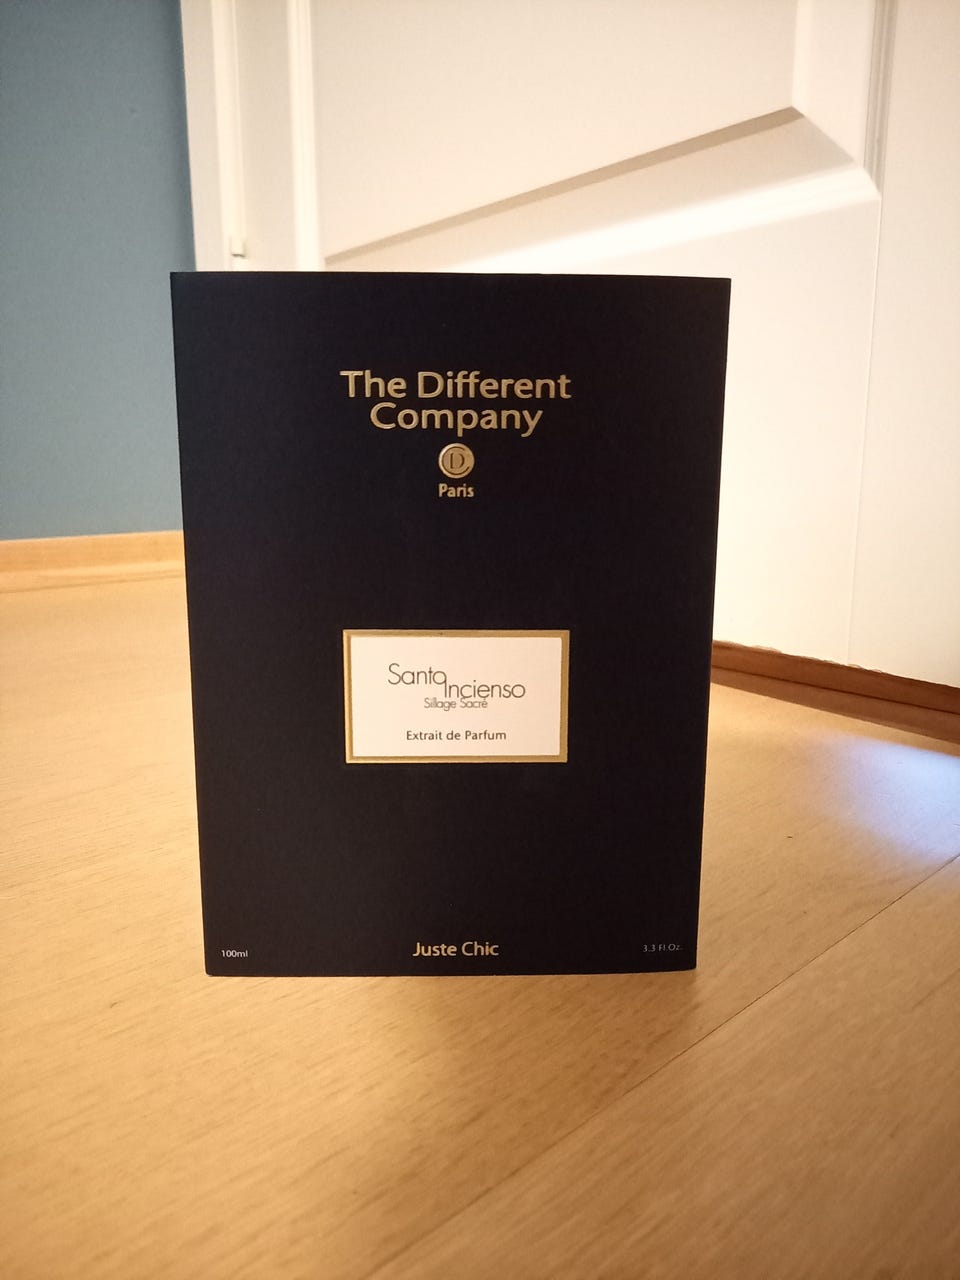 The Different
Company
D
Paris
Santo
Incienso
Sillage Sacré
Extrait de Parfum
Juste Chic
100ml
3.3 Fl.Oz.